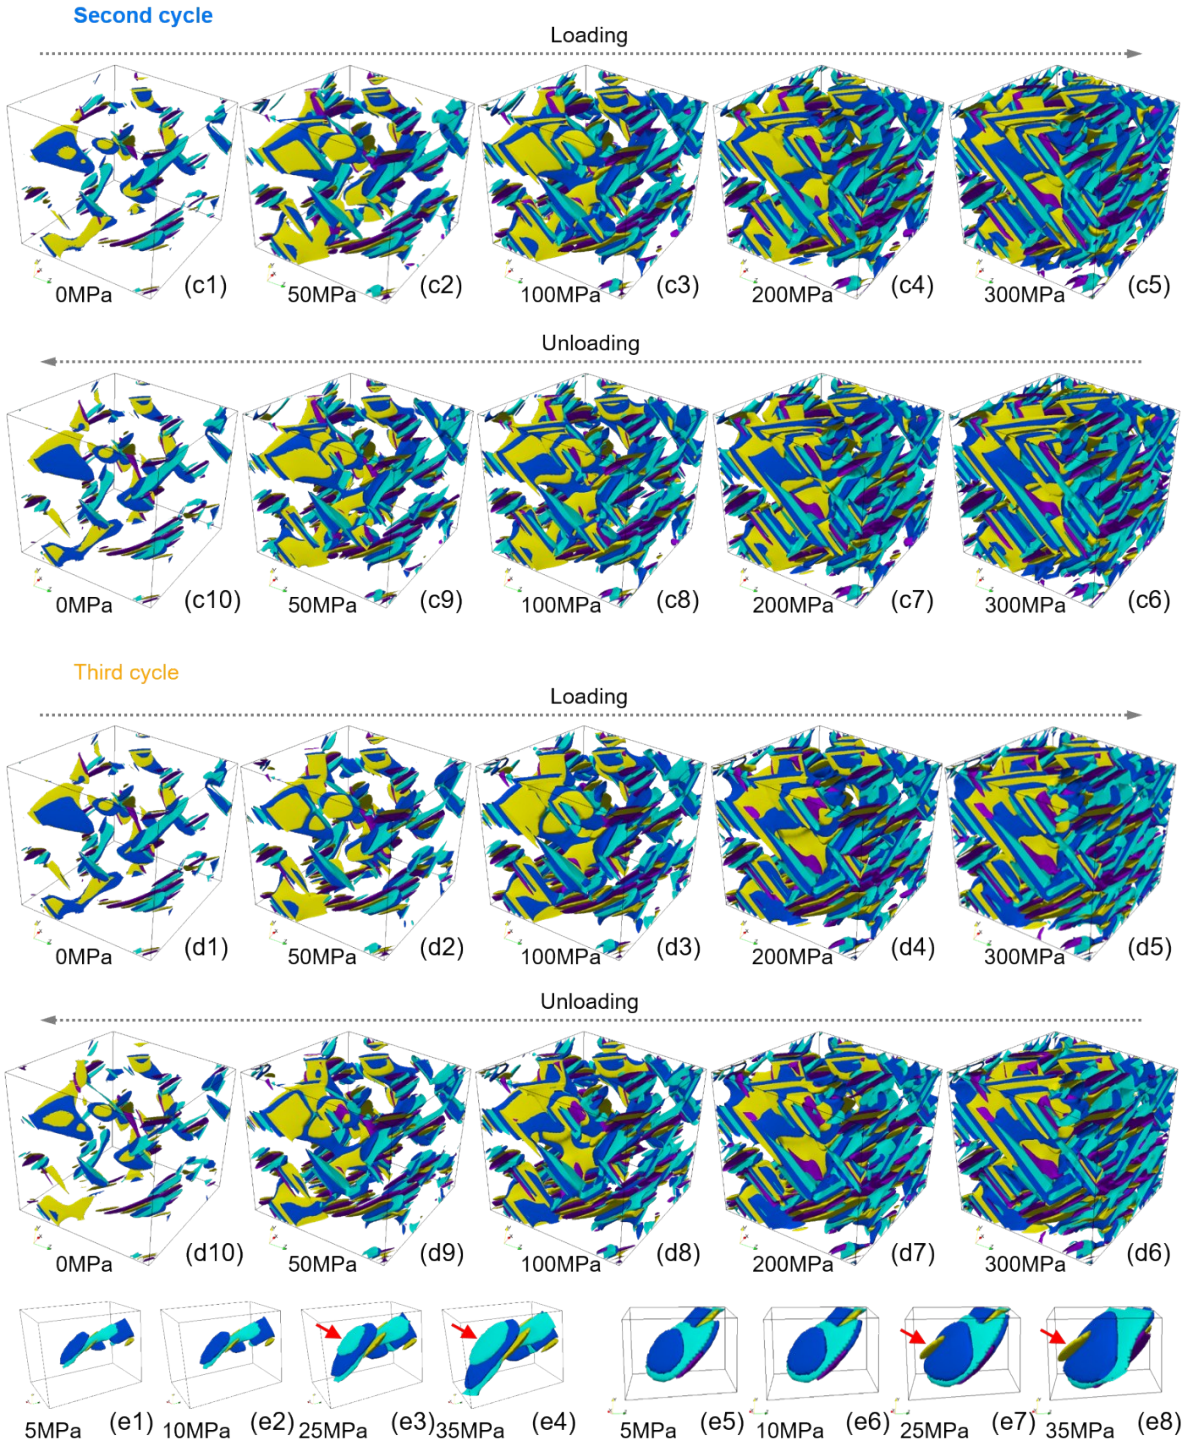 Second cycle
Loading
0MPa (c1) 50MPa (c2) 100MPa (c3) 200MPa (c4) 300MPa (c5)
Unloading
0MPa (c10) 50MPa (c9) 100MPa (c8) 200MPa (c7) 300MPa (c6)
Third cycle
Loading
0MPa (d1) 50MPa (d2) 100MPa (d3) 200MPa (d4) 300MPa (d5)
Unloading
0MPa (d10) 50MPa (d9) 100MPa (d8) 200MPa (d7) 300MPa (d6)
5MPa (e1) 10MPa (e2) 25MPa (e3) 35MPa (e4) 5MPa (e5) 10MPa (e6) 25MPa (e7) 35MPa (e8)